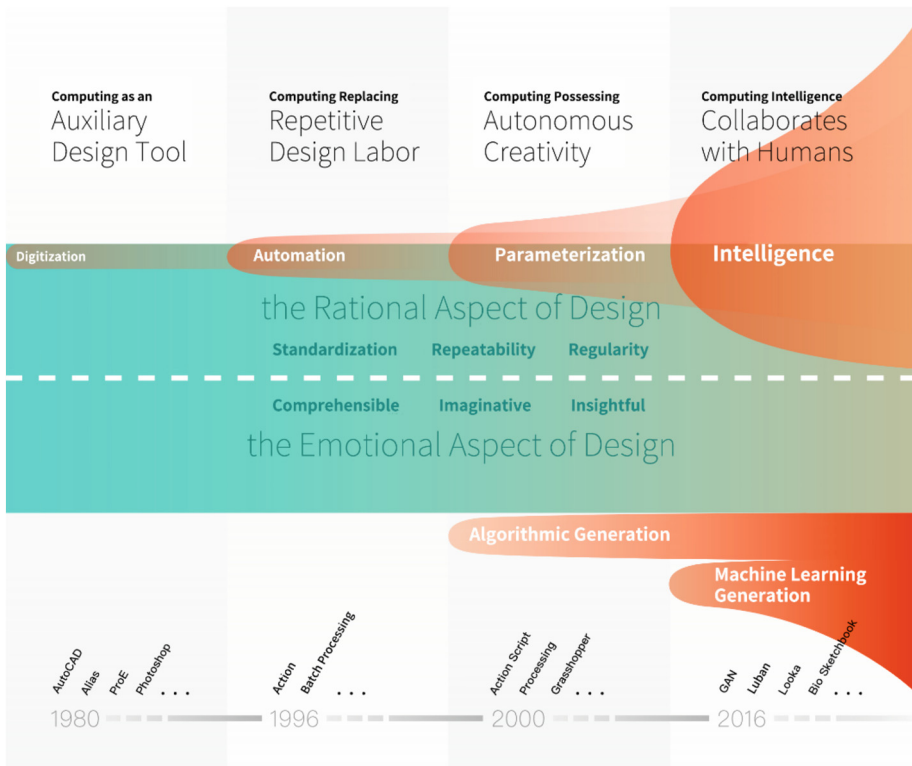 Computing as an
Auxiliary
Design Tool
Computing Replacing
Repetitive
Design Labor
Computing Possessing
Autonomous
Creativity
Computing Intelligence
Collaborates
with Humans
Digitization
Automation
Parameterization
Intelligence
the Rational Aspect of Design
Standardization Repeatability Regularity
Comprehensible Imaginative Insightful
the Emotional Aspect of Design
Algorithmic Generation
Machine Learning
Generation
AutoCAD
Alias
ProE
Photoshop
...
Action
Batch Processing
...
Action Script
Processing
Grasshopper
...
GAN
Luban
Looka
Bio Sketchbook
...
1980 1996 2000 2016